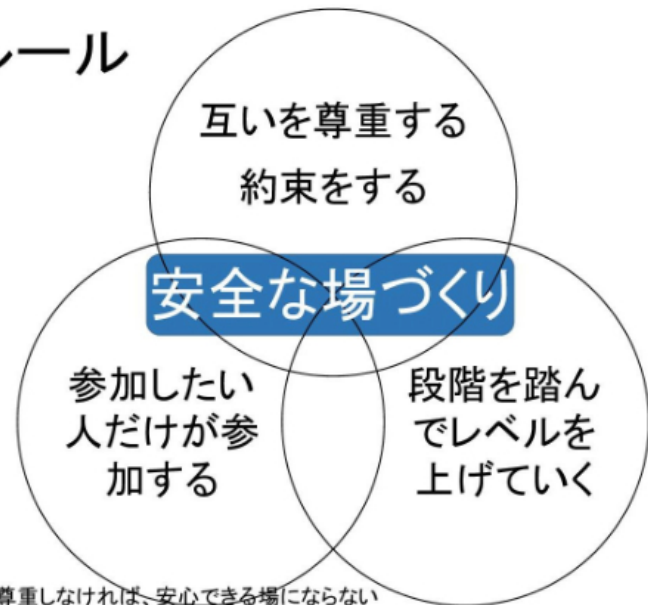 ルール
互いを尊重する
約束をする
安全な場づくり
参加したい
人だけが参
加する
段階を踏ん
でレベルを
上げていく
尊重しなければ、安心できる場にならない